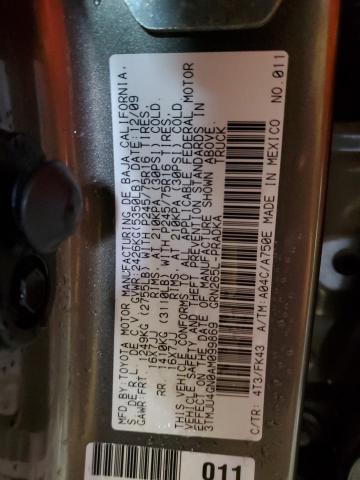 MFD.BY:TOYOTA MOTOR MANUFACTURING DE BAJA CALIFORNIA,
S DE R.L. DE C.V. GVWR: 2426KG(5350LB) DATE: 12/09
GAWR:FRT. 1249KG (2755LB) WITH P245/75R16 TIRES,
16X7JJ RIMS, AT 210KPA (30PSI) COLD.
RR. 1410KG (3110LB) WITH P245/75R16 TIRES,
16X7JJ RIMS, AT 210KPA (30PSI) COLD.
THIS VEHICLE CONFORMS TO ALL APPLICABLE FEDERAL MOTOR
VEHICLE SAFETY AND THEFT PREVENTION STANDARDS IN
EFFECT ON THE DATE OF MANUFACTURE SHOWN ABOVE.
3TMJU4GN0AM099869 TRUCK
GRN265L-PRADKA
C/TR: 4T3/FK43 A/TM:A04C/A750E MADE IN MEXICO NO 011
011